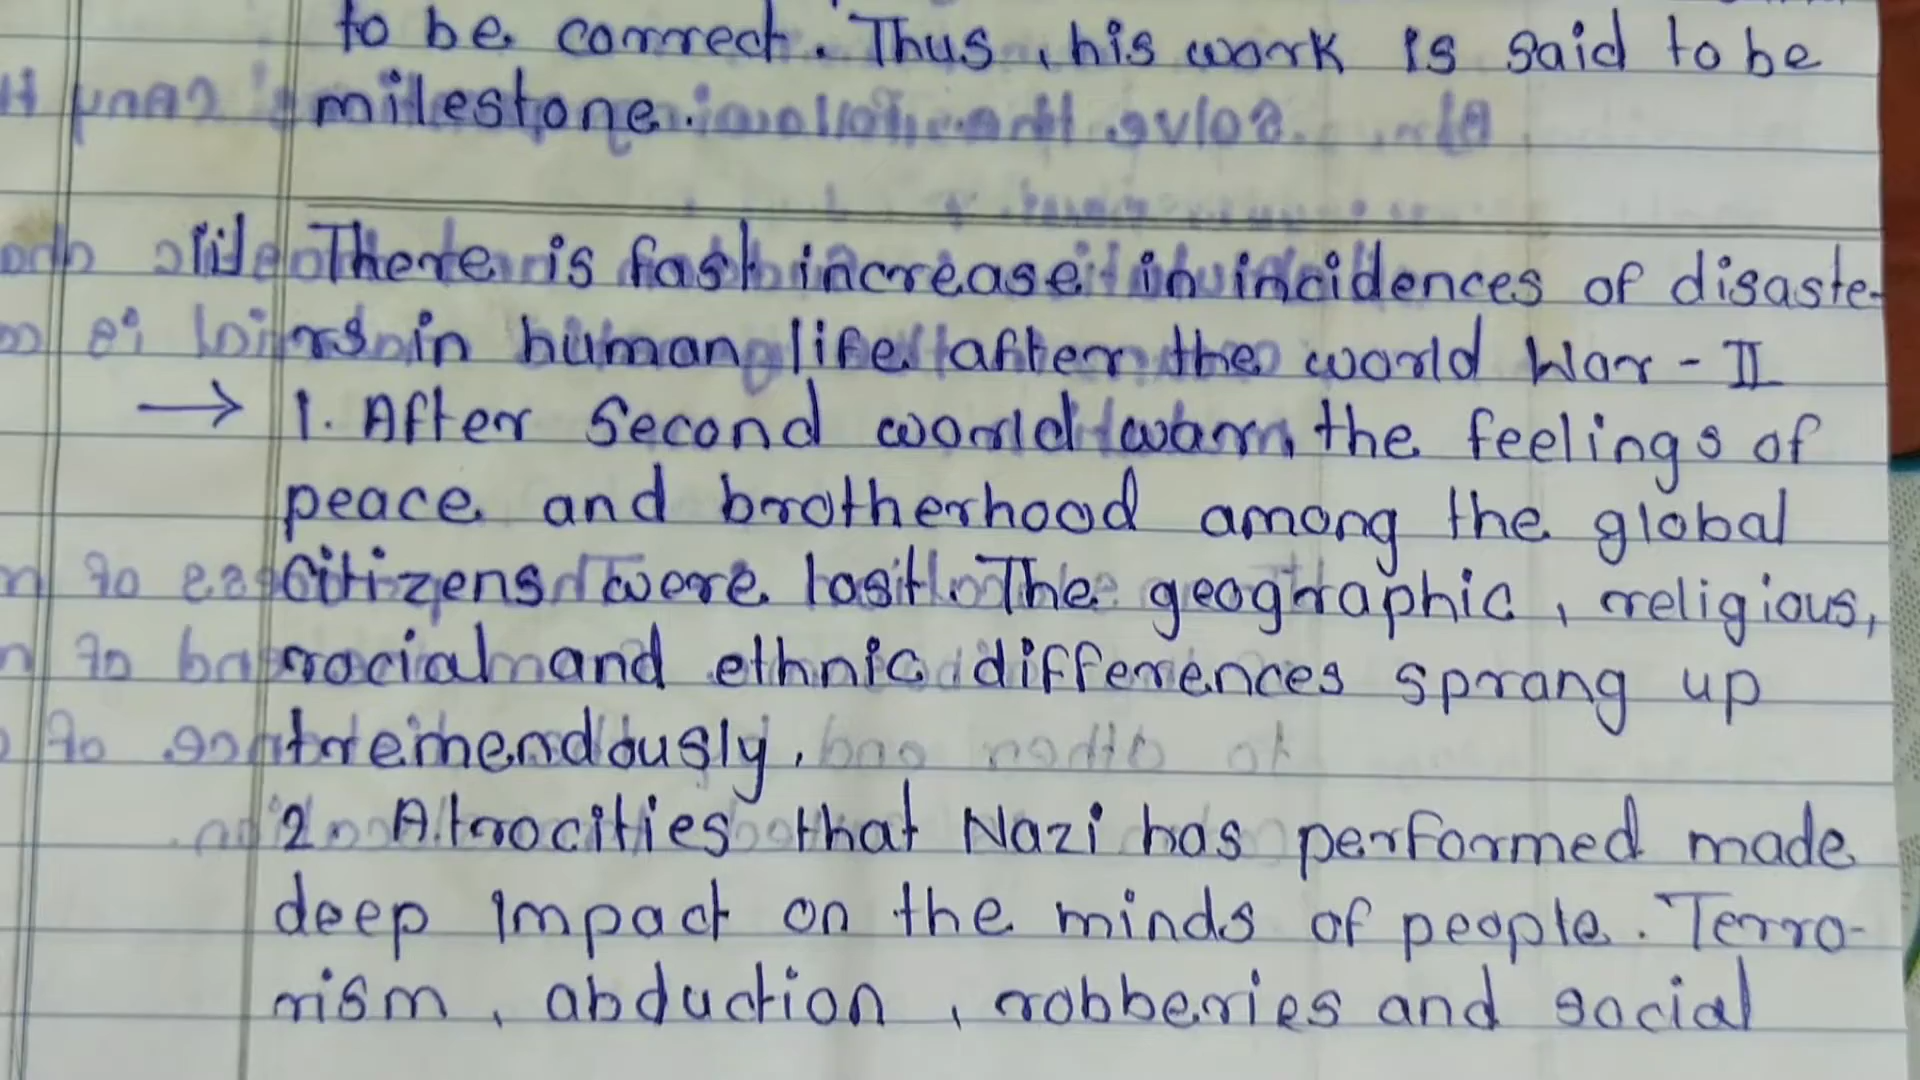 to be correct. Thus, his work is said to be
milestone.
There is fast increase in incidences of disaste-
rs in human life after the world War - II
→ 1. After Second world warr, the feelings of
peace and brotherhood among the global
Citizens were lost. The geographic, religious,
racial and ethnic differences sprang up
tremendously.
2. Atrocities that Nazi has performed made
deep impact on the minds of people. Terro-
rism, abduction, robberies and social